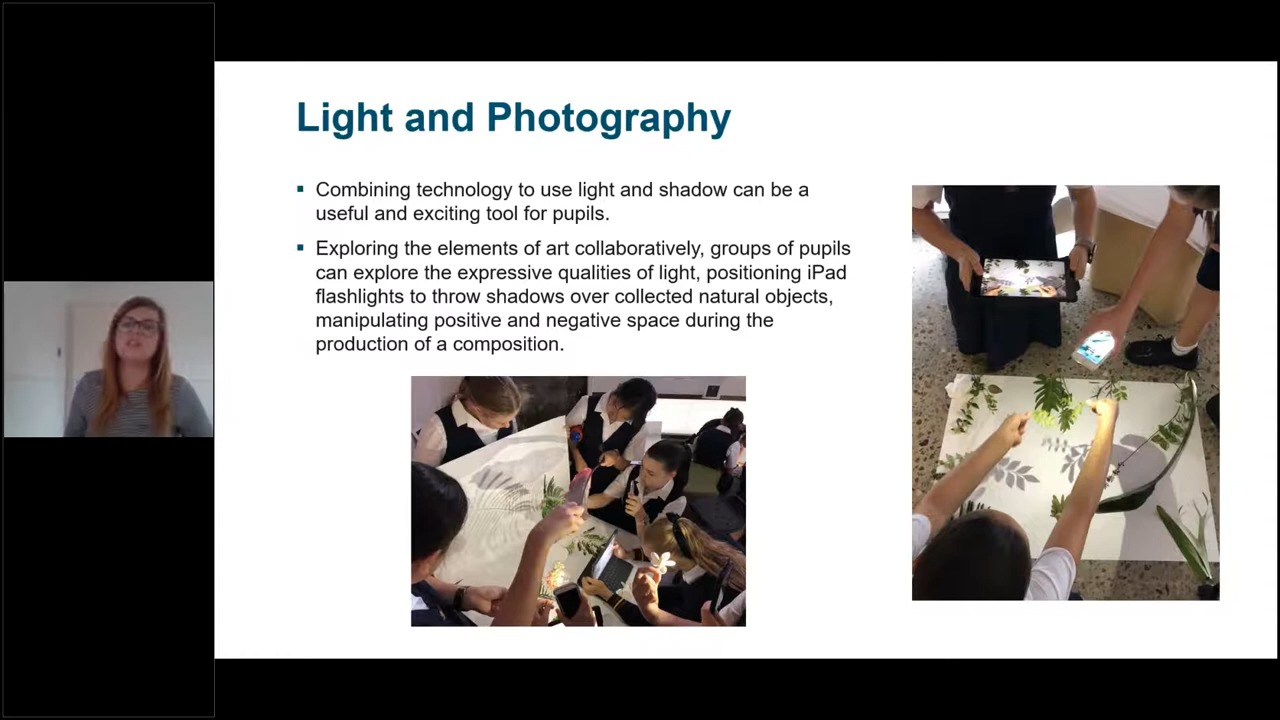 Light and Photography
Combining technology to use light and shadow can be a
useful and exciting tool for pupils.
Exploring the elements of art collaboratively, groups of pupils
can explore the expressive qualities of light, positioning iPad
flashlights to throw shadows over collected natural objects,
manipulating positive and negative space during the
production of a composition.